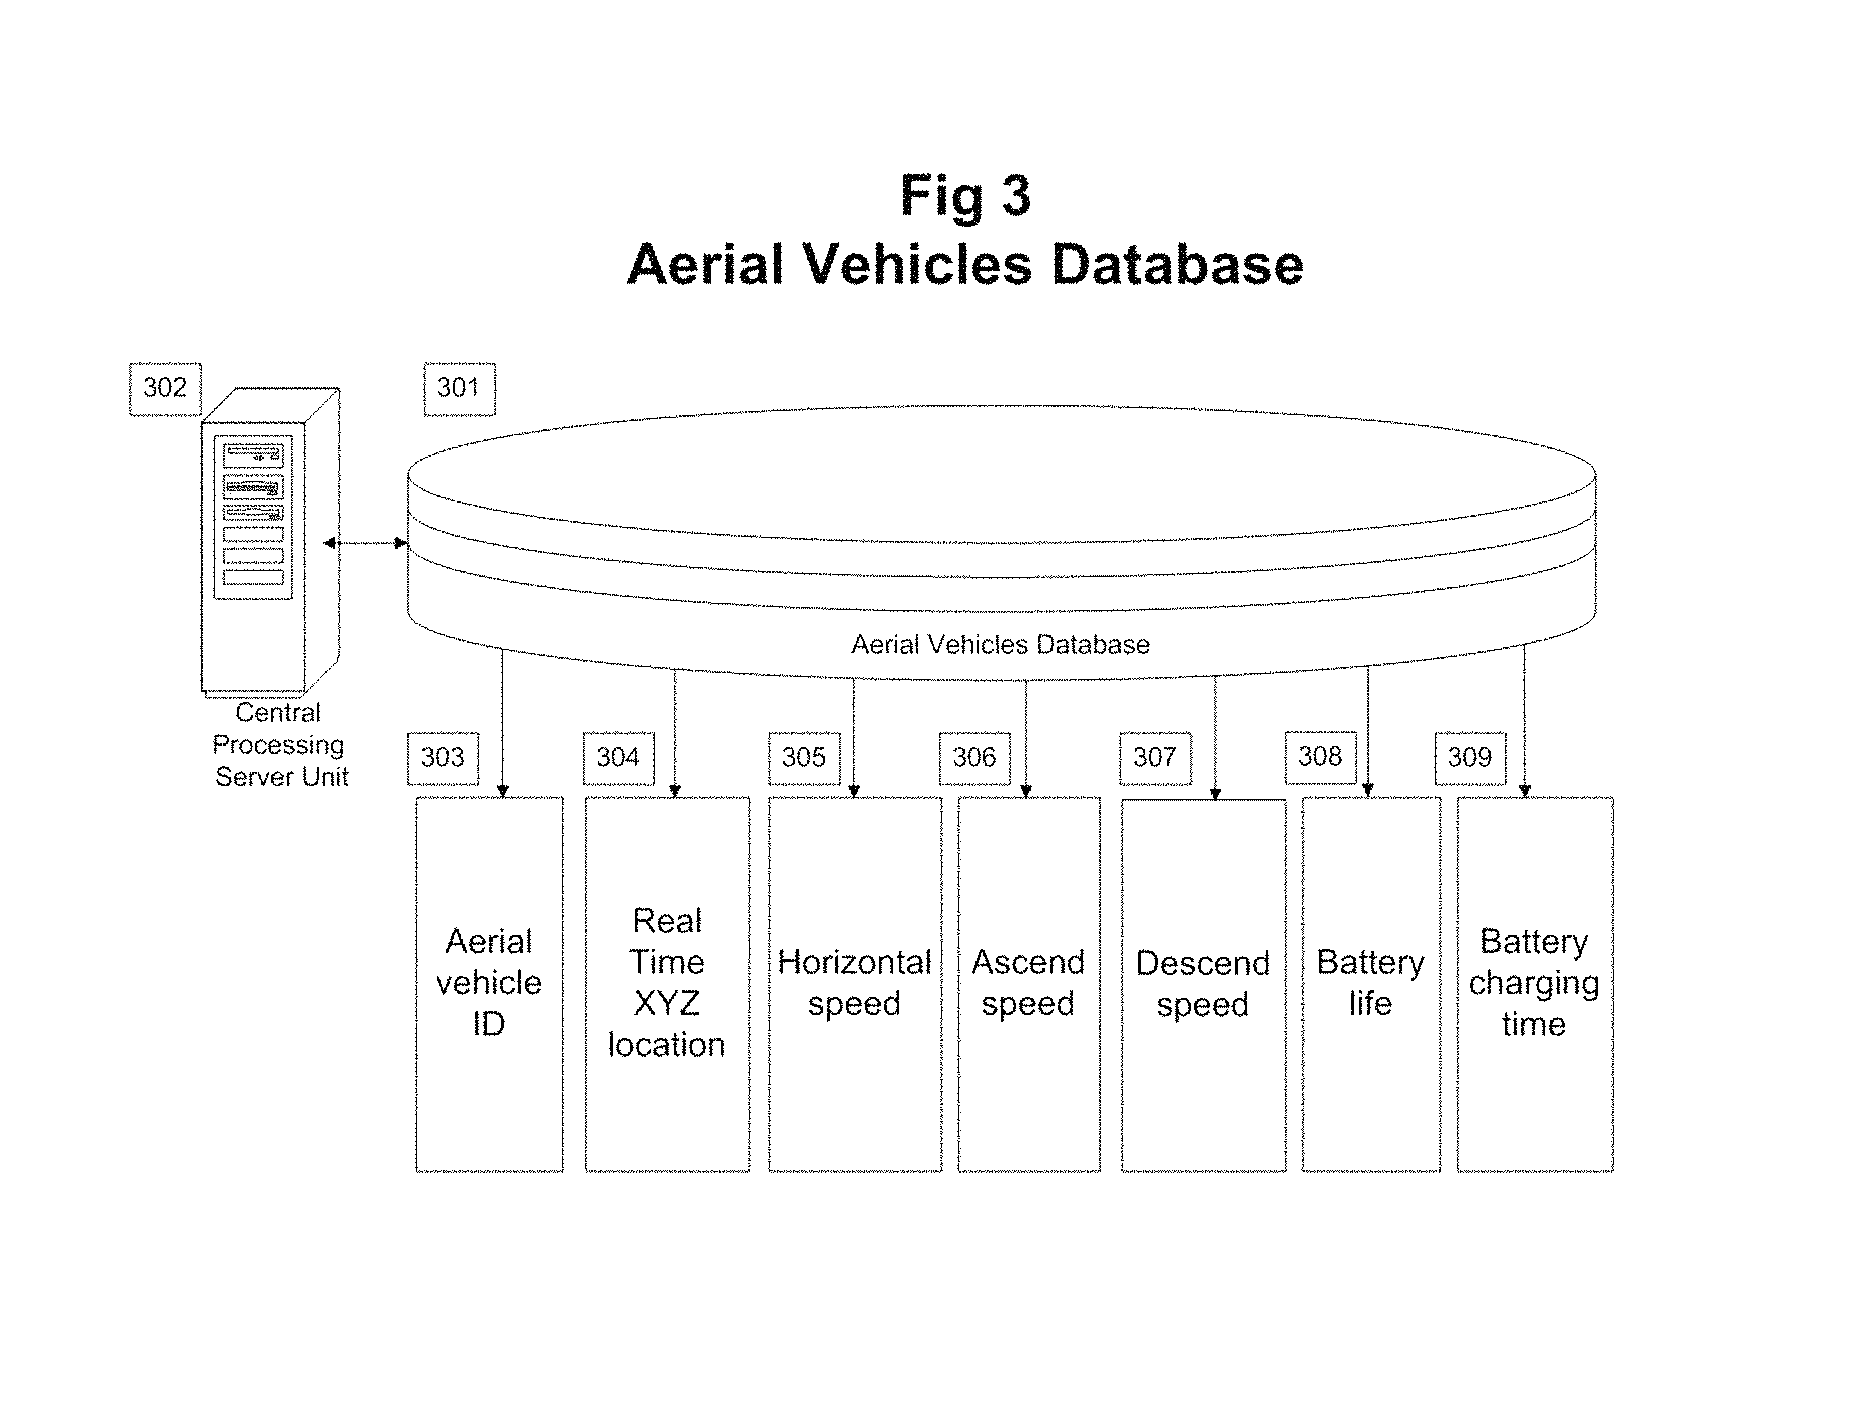 Fig 3
Aerial Vehicles Database
302
301
Aerial Vehicles Database
Central
Processing
Server Unit
303
304
305
306
307
308
309
Aerial
vehicle
ID
Real
Time
XYZ
location
Horizontal
speed
Ascend
speed
Descend
speed
Battery
life
Battery
charging
time